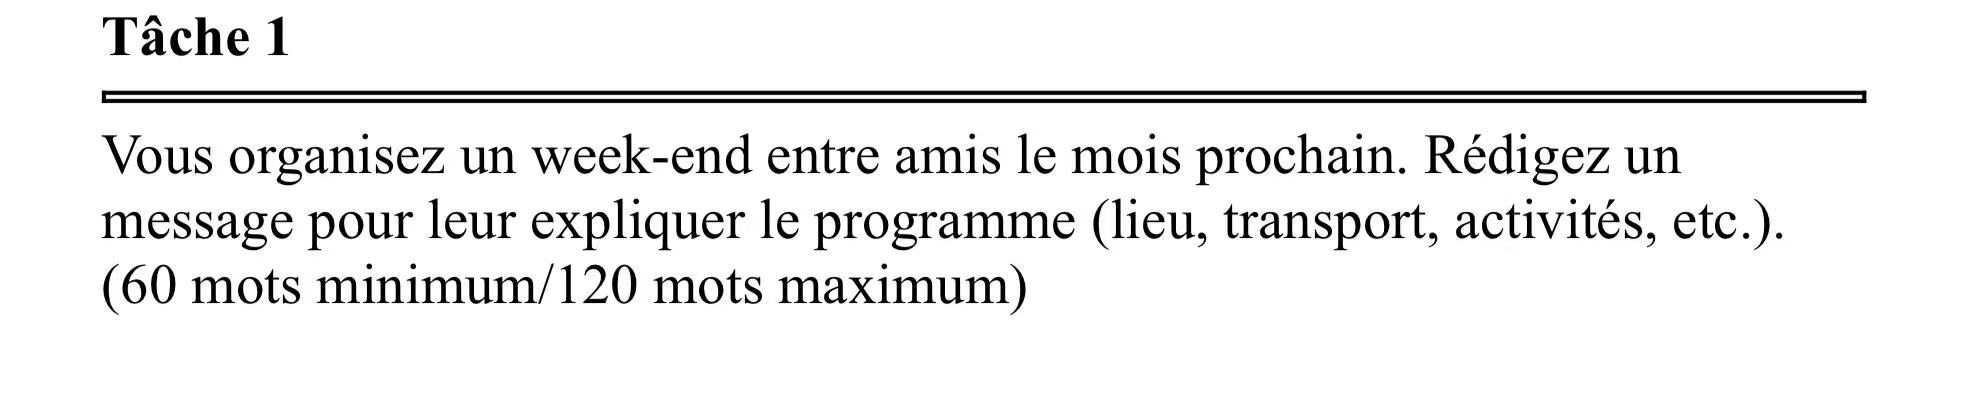 Tâche 1
Vous organisez un week-end entre amis le mois prochain. Rédigez un
message pour leur expliquer le programme (lieu, transport, activités, etc.).
(60 mots minimum/120 mots maximum)